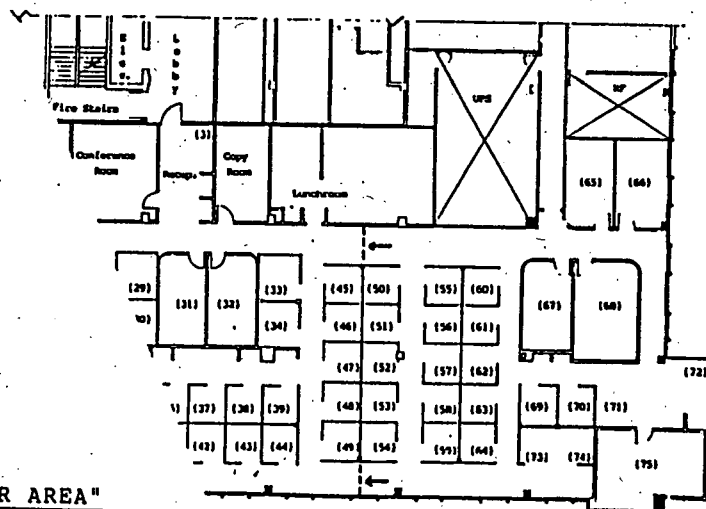 Elev.
Lobby
Fire Stairs
(3)
Conference Room
Recep.
Copy Room
Lunchroom
UPS
(65) (66)
(29) (31) (32) (33)
(34)
(45) (50) (55) (60)
(46) (51) (56) (61)
(47) (52) (57) (62)
(48) (53) (58) (63)
(49) (54) (59) (64)
(67) (68)
(72)
(37) (38) (39)
(42) (43) (44)
(69) (70) (71)
(73) (74) (75)
R AREA"